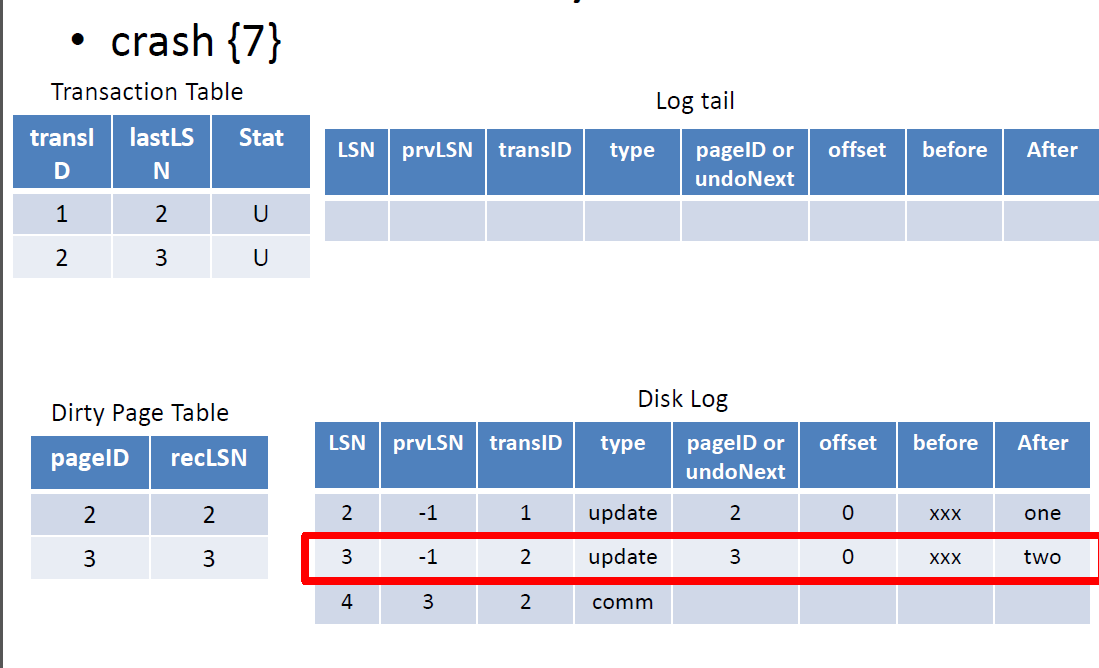 • crash {7}
Transaction Table
transI
D
lastLS
N
Stat
1 2 U
2 3 U
Log tail
LSN prvLSN transID type pageID or
undoNext
offset before After
Dirty Page Table
pageID recLSN
2 2
3 3
Disk Log
LSN prvLSN transID type pageID or
undoNext
offset before After
2 -1 1 update 2 0 xxx one
3 -1 2 update 3 0 xxx two
4 3 2 comm